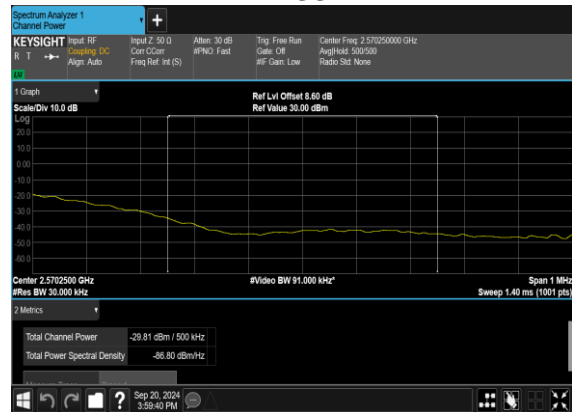 Spectrum Analyzer 1
Channel Power
+
KEYSIGHT Input: RF Input Z: 50 Ω Atten: 30 dB Trig: Free Run Center Freq: 2.570250000 GHz
R T Coupling: DC Corr CCorr #PNO: Fast Gate: Off Avg|Hold: 500/500
Align: Auto Freq Ref: Int (S) #IF Gain: Low Radio Std: None
1 Graph
Ref Lvl Offset 8.60 dB
Scale/Div 10.0 dB Ref Value 30.00 dBm
Log
20.0
10.0
0.00
-10.0
-20.0
-30.0
-40.0
-50.0
-60.0
Center 2.5702500 GHz #Video BW 91.000 kHz* Span 1 MHz
#Res BW 30.000 kHz Sweep 1.40 ms (1001 pts)
2 Metrics
Total Channel Power -29.81 dBm / 500 kHz
Total Power Spectral Density -86.80 dBm/Hz
? Sep 20, 2024
3:59:40 PM